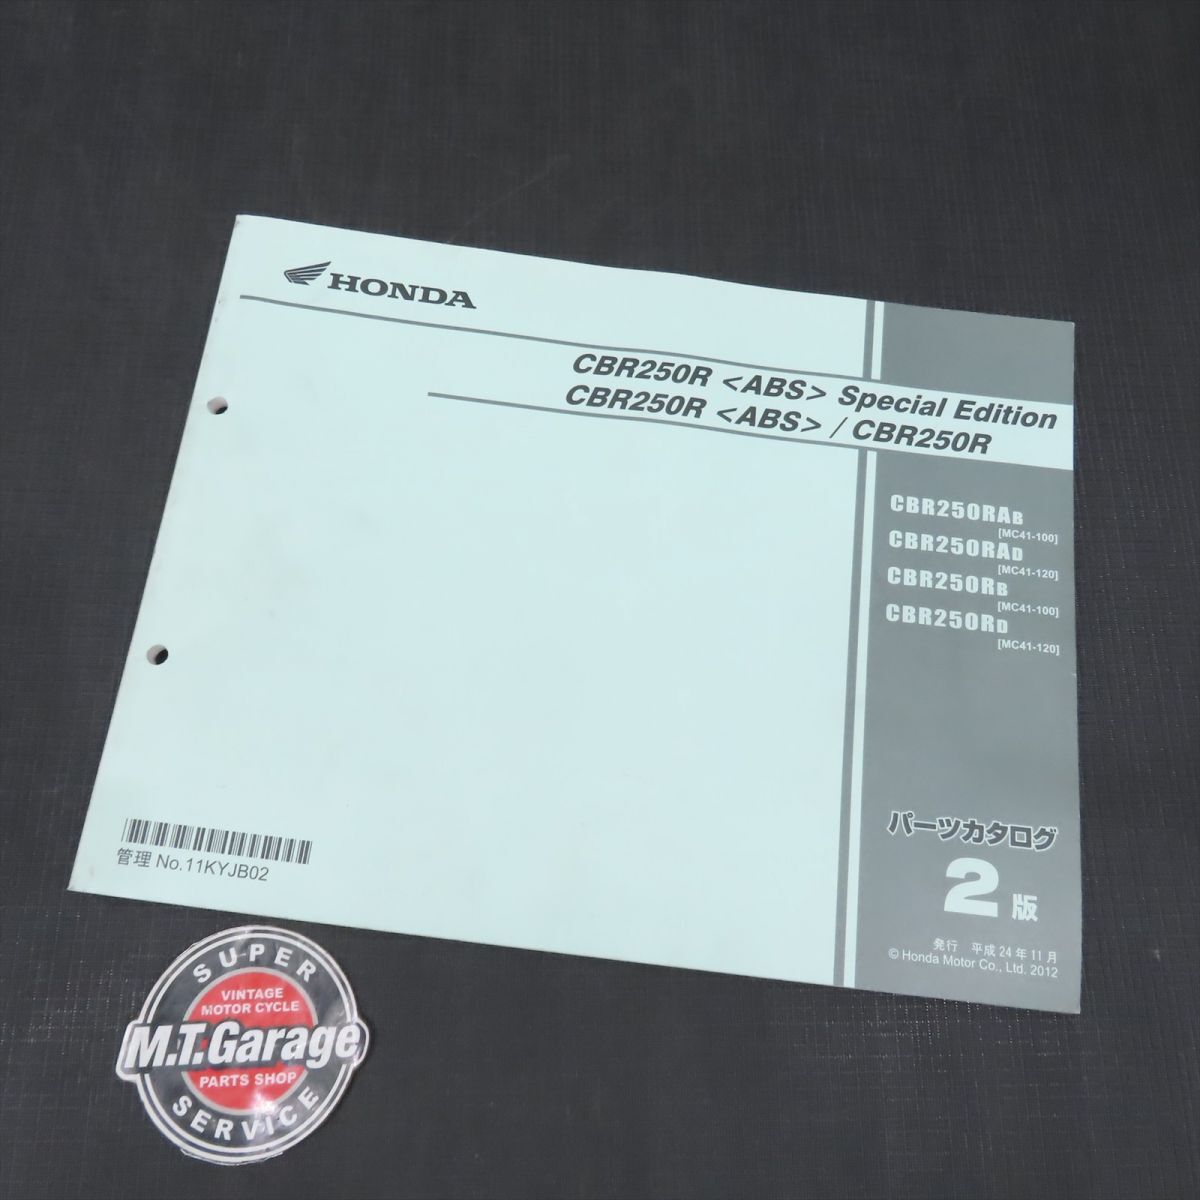 HONDA
CBR250R <ABS> Special Edition
CBR250R <ABS> / CBR250R
CBR250RAB
[MC41-100]
CBR250RAD
[MC41-120]
CBR250RB
[MC41-100]
CBR250RD
[MC41-120]
パーツカタログ
2版
発行 平成24年11月
© Honda Motor Co., Ltd. 2012
管理 No.11KYJB02
SUPER
VINTAGE
MOTOR CYCLE
M.T.Garage
PARTS SHOP
SERVICE